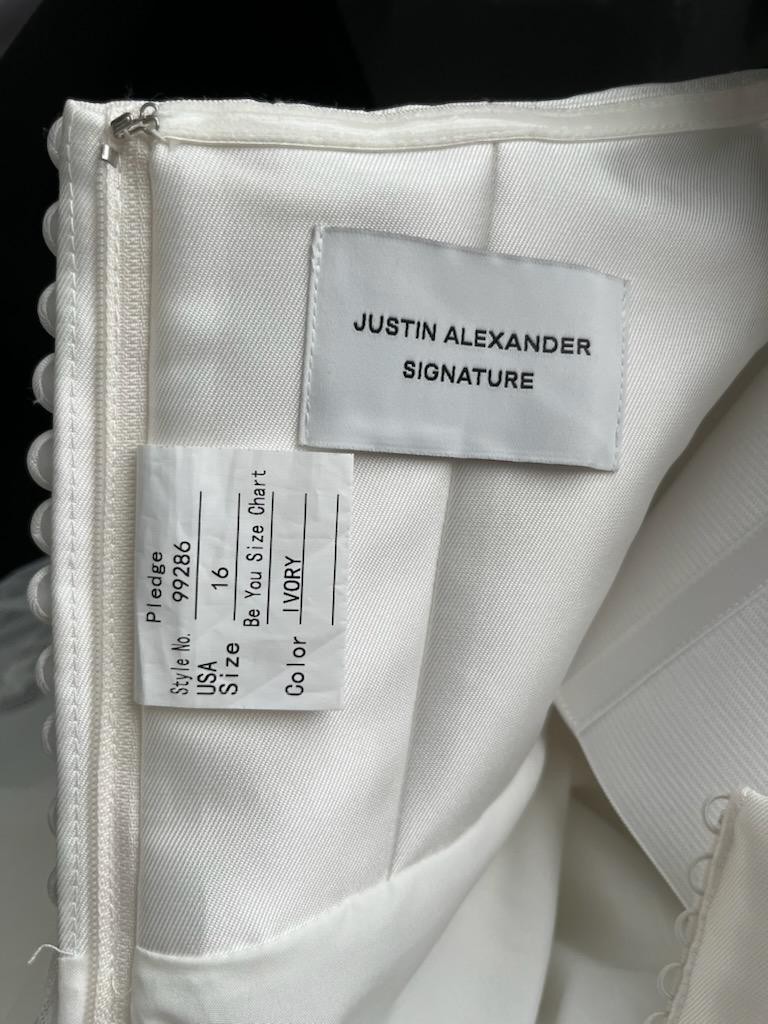 JUSTIN ALEXANDER
SIGNATURE
Pledge
Style No. 99286
USA
Size 16
Be You Size Chart
Color IVORY